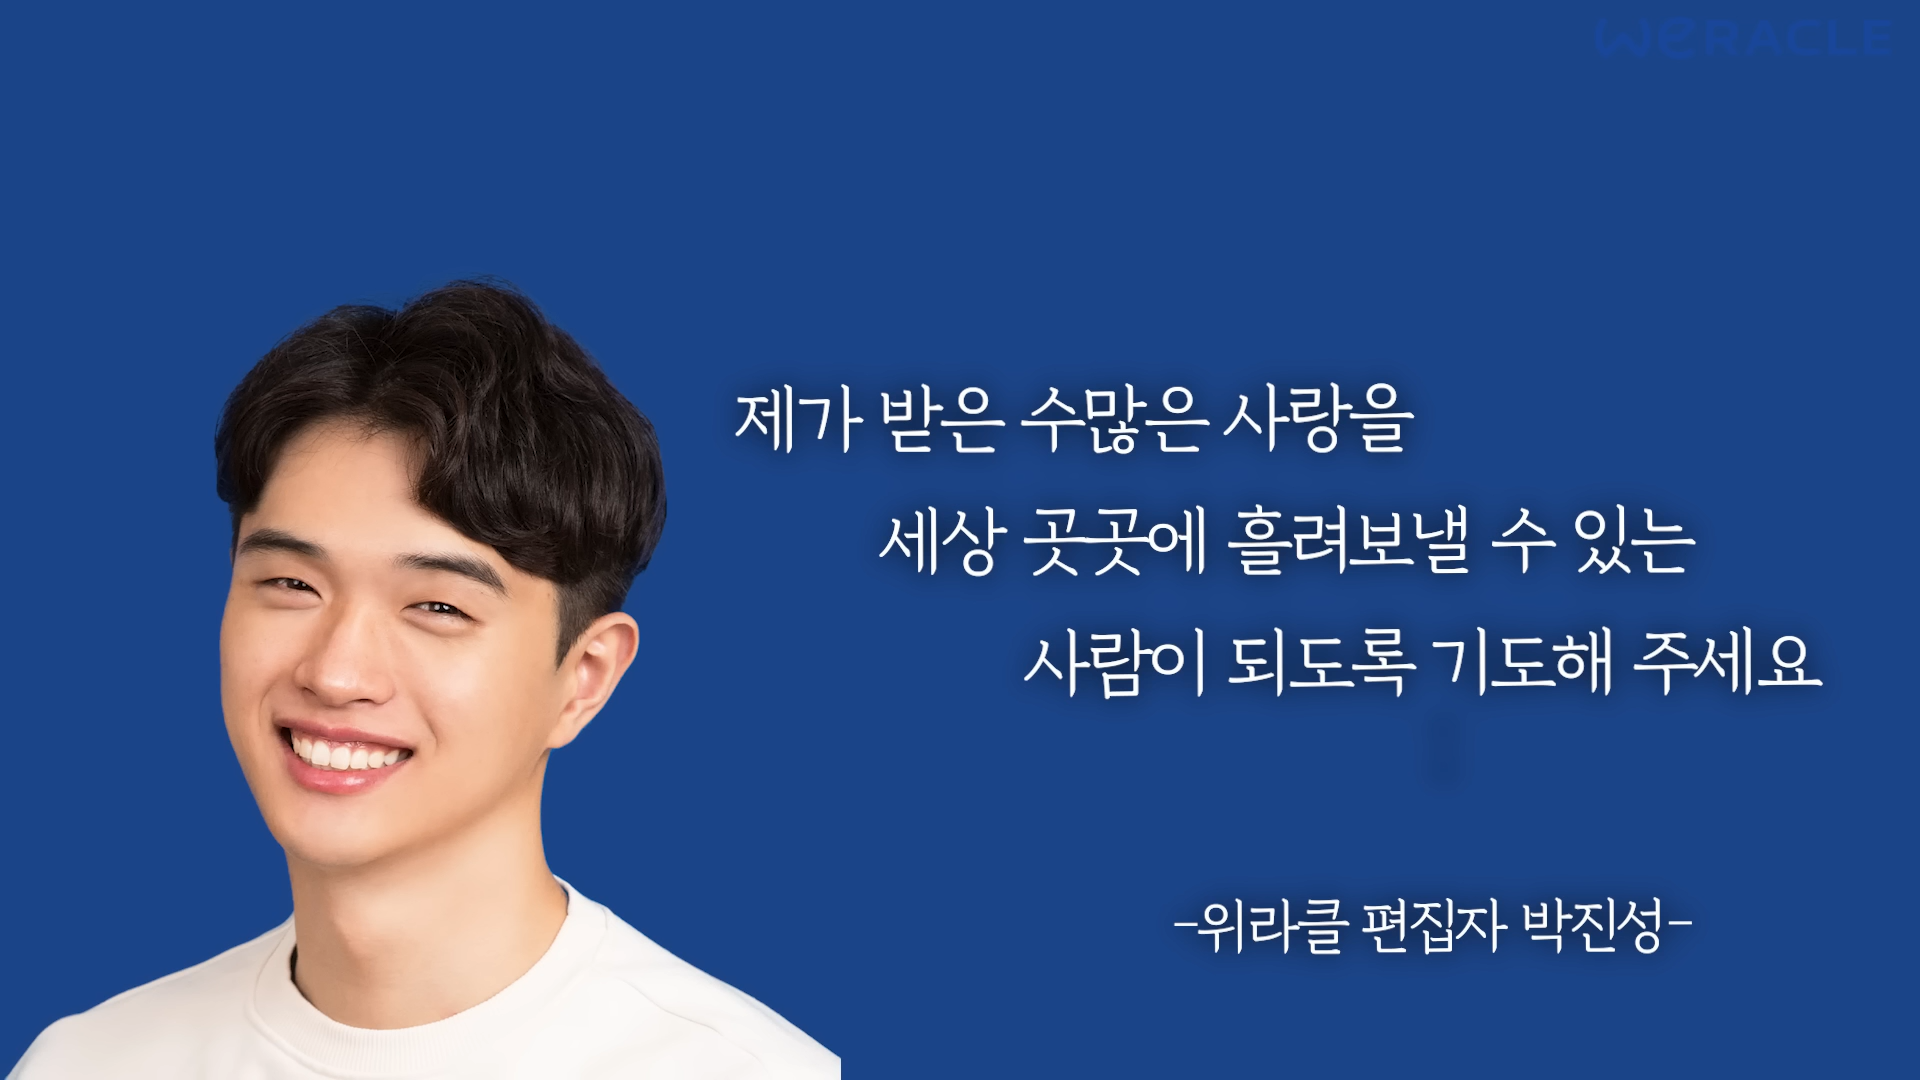 WeRACLE
제가 받은 수많은 사랑을
세상 곳곳에 흘려보낼 수 있는
사람이 되도록 기도해 주세요
-위라클 편집자 박진성-